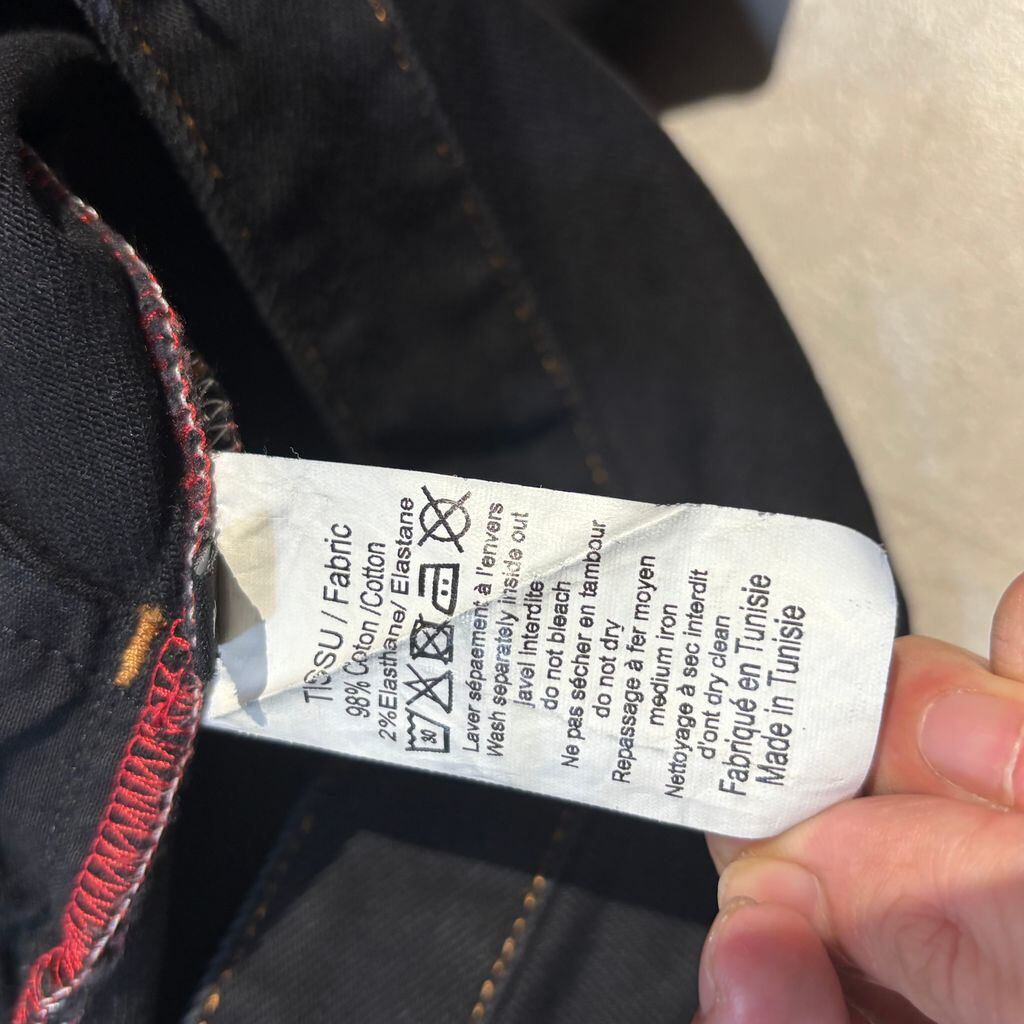 TISSU / Fabric
98% Coton /Cotton
2%Elasthane/ Elastane
30
Laver sépaement à l'envers
Wash separately inside out
javel Interdite
do not bleach
Ne pas sécher en tambour
do not dry
Repassage à fer moyen
medium iron
Nettoyage à sec interdit
d'ont dry clean
Fabriqué en Tunisie
Made in Tunisie